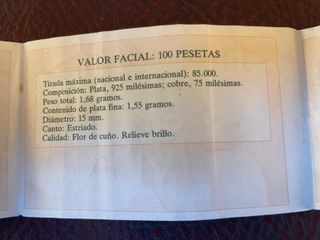 VALOR FACIAL: 100 PESETAS
Tirada máxima (nacional e internacional): 85.000.
Composición: Plata, 925 milésimas; cobre, 75 milésimas.
Peso total: 1,68 gramos.
Contenido de plata fina: 1,55 gramos.
Diámetro: 15 mm.
Canto: Estriado.
Calidad: Flor de cuño. Relieve brillo.